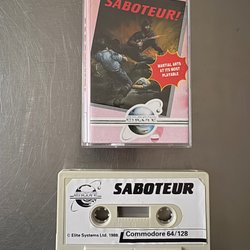 SABOTEUR!
MARTIAL ARTS
AT ITS MOST
PLAYABLE
SABOTEUR
© Elite Systems Ltd. 1986
Commodore 64/128